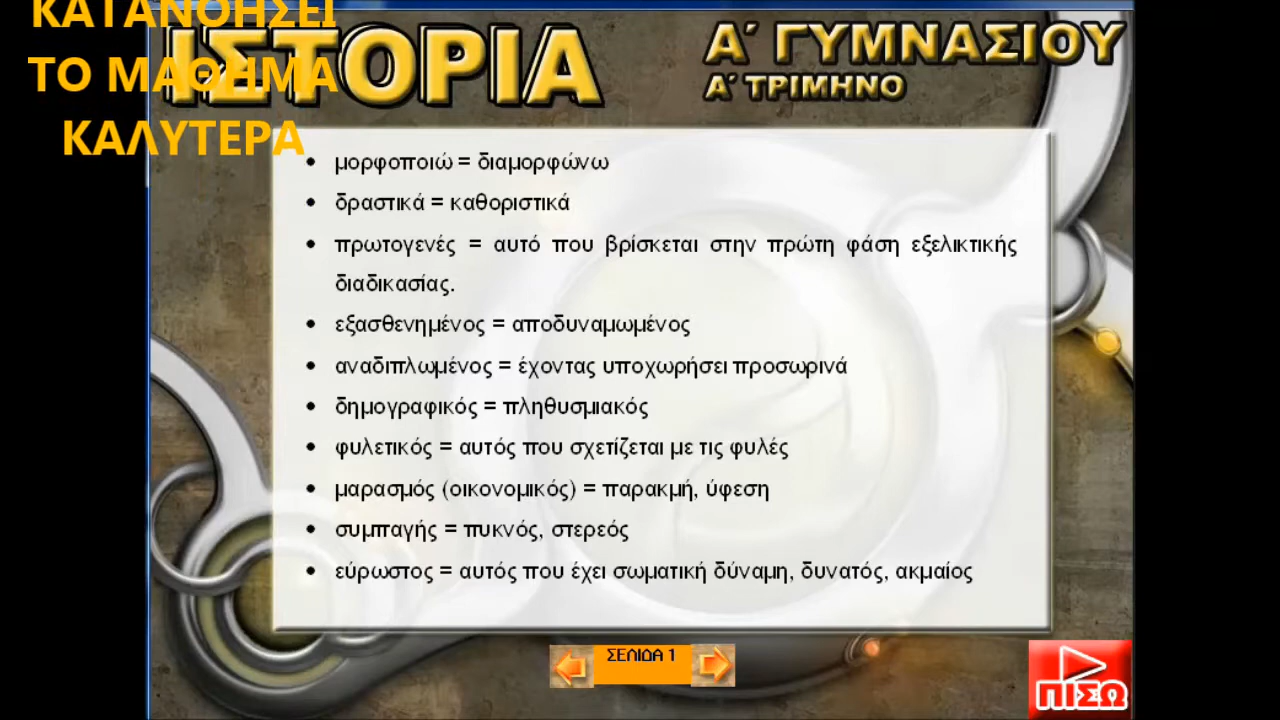 ΚΑΤΑΝΟΗΣΕΙ
ΤΟ ΜΑΘΗΜΑ
ΚΑΛΥΤΕΡΑ
ΙΣΤΟΡΙΑ
Α΄ ΓΥΜΝΑΣΙΟΥ
Α΄ ΤΡΙΜΗΝΟ
• μορφοποιώ = διαμορφώνω
• δραστικά = καθοριστικά
• πρωτογενές = αυτό που βρίσκεται στην πρώτη φάση εξελικτικής
διαδικασίας.
• εξασθενημένος = αποδυναμωμένος
• αναδιπλωμένος = έχοντας υποχωρήσει προσωρινά
• δημογραφικός = πληθυσμιακός
• φυλετικός = αυτός που σχετίζεται με τις φυλές
• μαρασμός (οικονομικός) = παρακμή, ύφεση
• συμπαγής = πυκνός, στερεός
• εύρωστος = αυτός που έχει σωματική δύναμη, δυνατός, ακμαίος
ΣΕΛΙΔΑ 1
ΠΙΣΩ